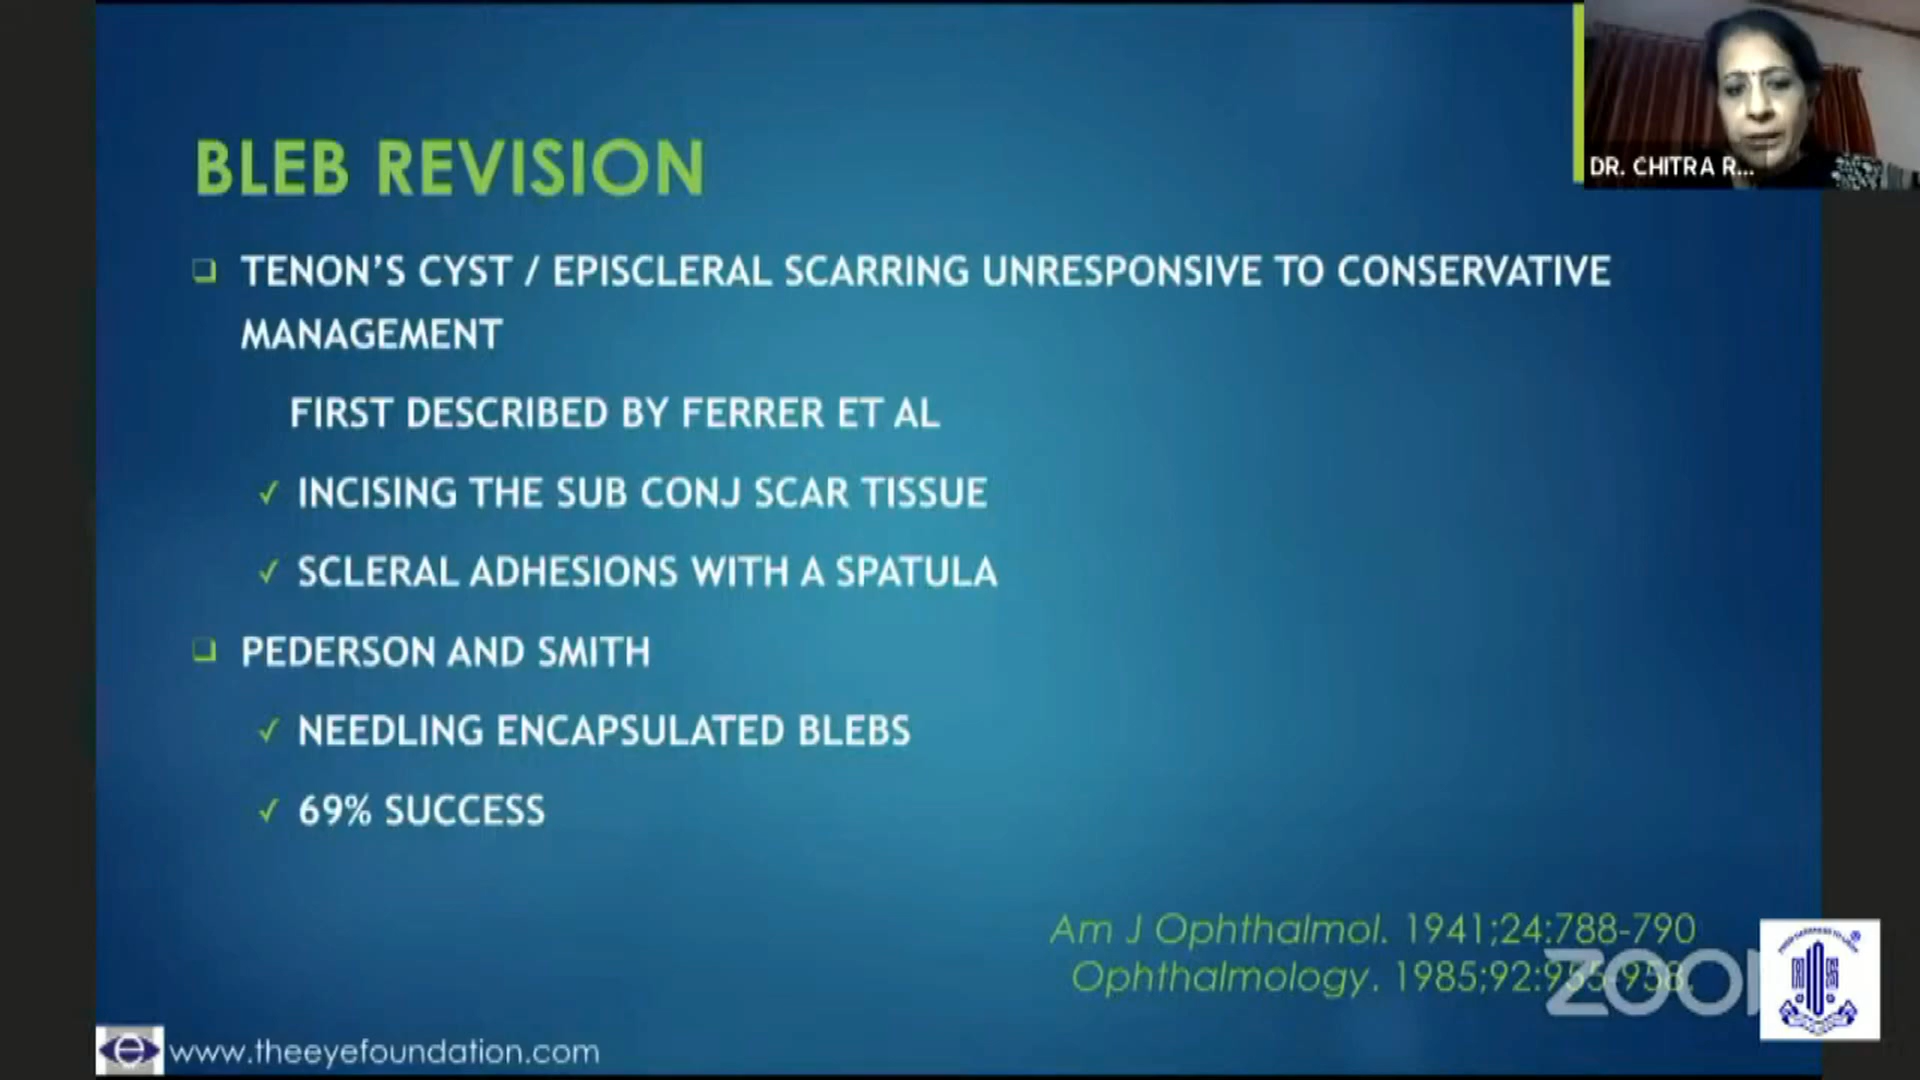 DR. CHITRA R...
BLEB REVISION
TENON'S CYST / EPISCLERAL SCARRING UNRESPONSIVE TO CONSERVATIVE
MANAGEMENT
FIRST DESCRIBED BY FERRER ET AL
INCISING THE SUB CONJ SCAR TISSUE
SCLERAL ADHESIONS WITH A SPATULA
PEDERSON AND SMITH
NEEDLING ENCAPSULATED BLEBS
69% SUCCESS
Am J Ophthalmol. 1941;24:788-790
Ophthalmology. 1985;92:955-958.
www.theeyefoundation.com